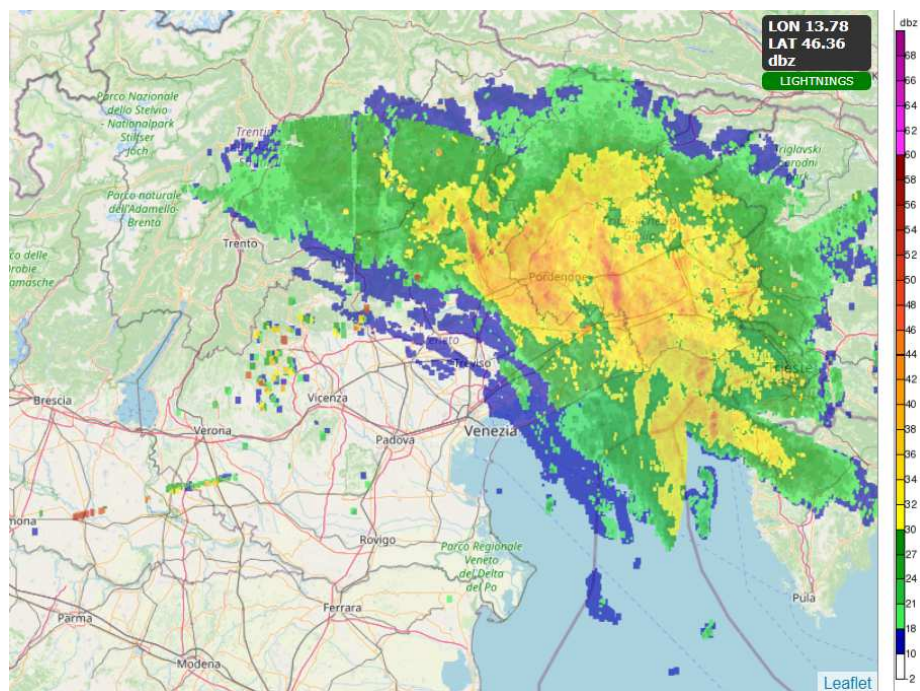 LON 13.78
LAT 46.36
dbz
LIGHTNINGS
dbz
68
66
64
62
60
58
56
54
52
50
48
46
44
42
40
38
36
34
32
30
29
27
24
21
18
10
2
Parco Nazionale
dello Stelvio
- Nationalpark
Stilfser
Joch
Parco naturale
dell'Adamello-
Brenta
Trento
Pordenone
Trieste
Treviso
Brescia
Verona
Vicenza
Padova
Venezia
Rovigo
Parco Regionale
Veneto
del Delta
del Po
Ferrara
Parma
Modena
Pula
Leaflet